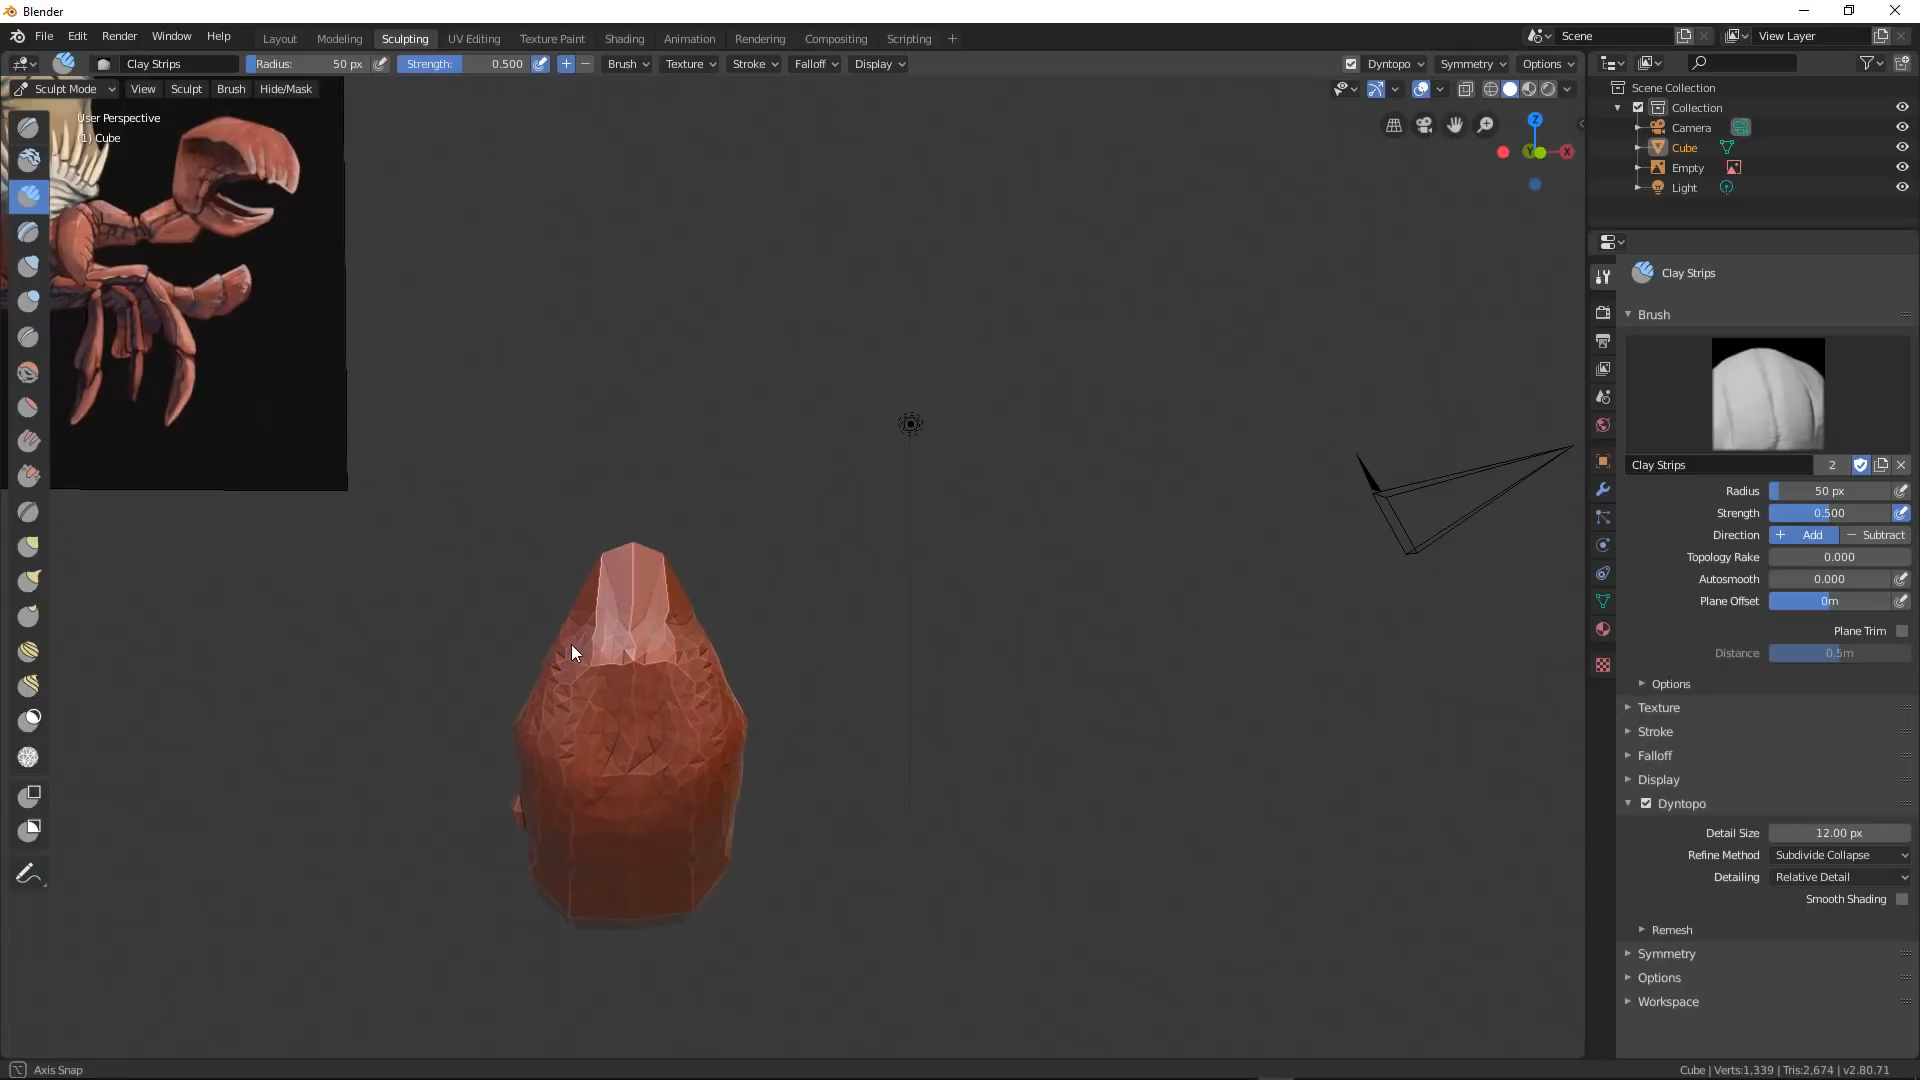 Blender
File Edit Render Window Help Layout Modeling Sculpting UV Editing Texture Paint Shading Animation Rendering Compositing Scripting + Scene View Layer
Clay Strips Radius: 50 px Strength: 0.500 Brush Texture Stroke Falloff Display Dyntopo Symmetry Options
Sculpt Mode View Sculpt Brush Hide/Mask
User Perspective
(1) Cube
Z
Y
X
Scene Collection
Collection
Camera
Cube
Empty
Light
Clay Strips
Brush
Clay Strips 2
Radius 50 px
Strength 0.500
Direction + Add − Subtract
Topology Rake 0.000
Autosmooth 0.000
Plane Offset 0m
Plane Trim
Distance 0.5m
Options
Texture
Stroke
Falloff
Display
Dyntopo
Detail Size 12.00 px
Refine Method Subdivide Collapse
Detailing Relative Detail
Smooth Shading
Remesh
Symmetry
Options
Workspace
Axis Snap
Cube | Verts:1,339 | Tris:2,674 | v2.80.71